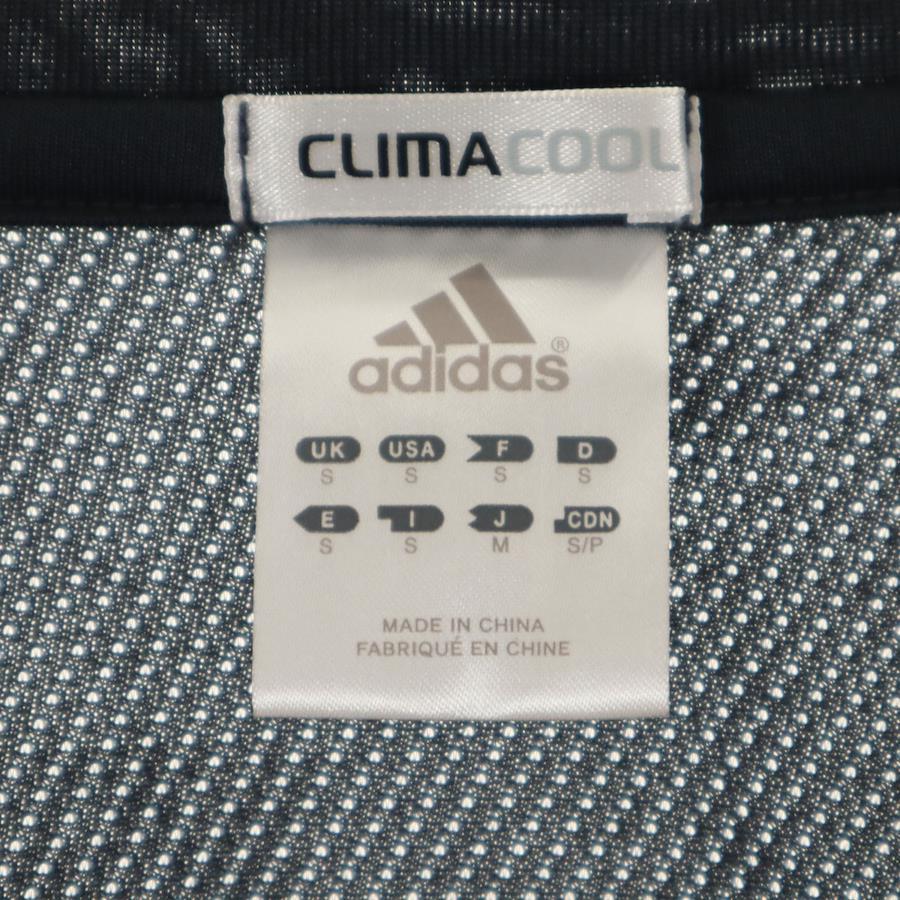 CLIMACOOL
adidas®
UK USA F D
S S S S
E I J CDN
S S M S/P
MADE IN CHINA
FABRIQUÉ EN CHINE